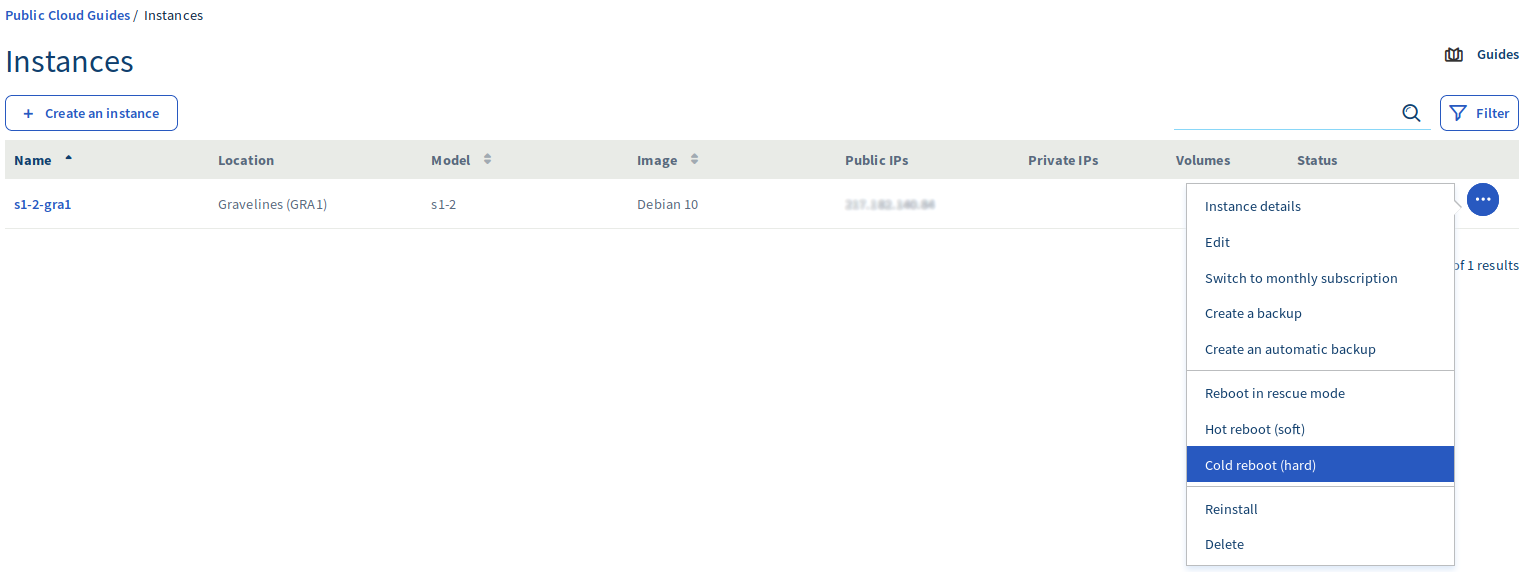 Public Cloud Guides / Instances
Instances
Guides
+ Create an instance
Filter
Name Location Model Image Public IPs Private IPs Volumes Status
s1-2-gra1 Gravelines (GRA1) s1-2 Debian 10
Instance details
Edit
of 1 results
Switch to monthly subscription
Create a backup
Create an automatic backup
Reboot in rescue mode
Hot reboot (soft)
Cold reboot (hard)
Reinstall
Delete